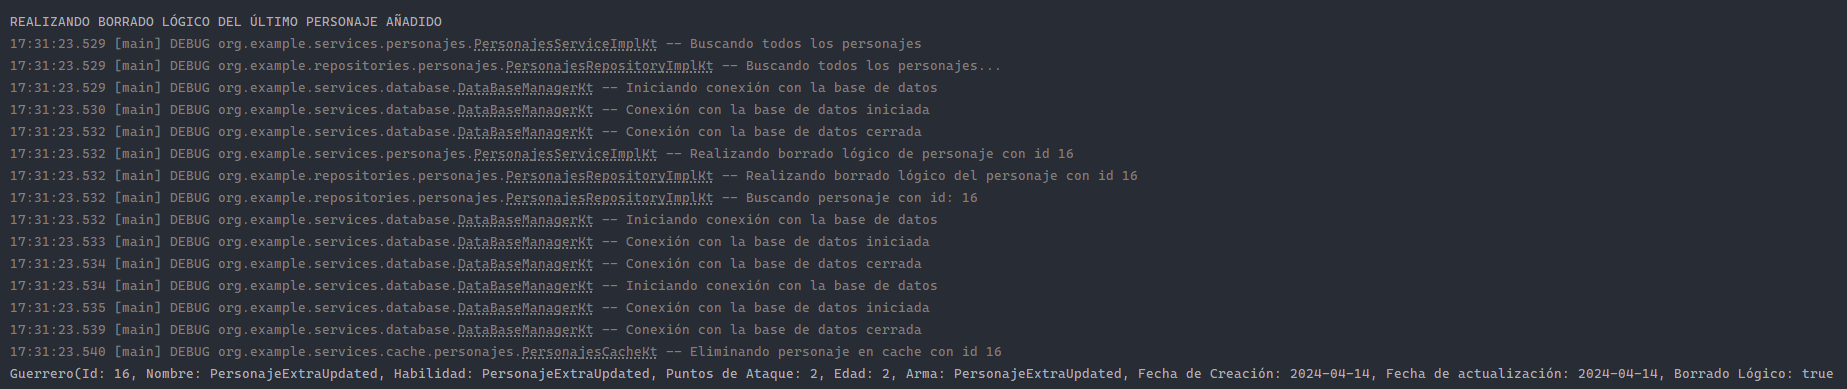 REALIZANDO BORRADO LÓGICO DEL ÚLTIMO PERSONAJE AÑADIDO
17:31:23.529 [main] DEBUG org.example.services.personajes.PersonajesServiceImplKt -- Buscando todos los personajes
17:31:23.529 [main] DEBUG org.example.repositories.personajes.PersonajesRepositoryImplKt -- Buscando todos los personajes...
17:31:23.529 [main] DEBUG org.example.services.database.DataBaseManagerKt -- Iniciando conexión con la base de datos
17:31:23.530 [main] DEBUG org.example.services.database.DataBaseManagerKt -- Conexión con la base de datos iniciada
17:31:23.532 [main] DEBUG org.example.services.database.DataBaseManagerKt -- Conexión con la base de datos cerrada
17:31:23.532 [main] DEBUG org.example.services.personajes.PersonajesServiceImplKt -- Realizando borrado lógico de personaje con id 16
17:31:23.532 [main] DEBUG org.example.repositories.personajes.PersonajesRepositoryImplKt -- Realizando borrado lógico del personaje con id 16
17:31:23.532 [main] DEBUG org.example.repositories.personajes.PersonajesRepositoryImplKt -- Buscando personaje con id: 16
17:31:23.532 [main] DEBUG org.example.services.database.DataBaseManagerKt -- Iniciando conexión con la base de datos
17:31:23.533 [main] DEBUG org.example.services.database.DataBaseManagerKt -- Conexión con la base de datos iniciada
17:31:23.534 [main] DEBUG org.example.services.database.DataBaseManagerKt -- Conexión con la base de datos cerrada
17:31:23.534 [main] DEBUG org.example.services.database.DataBaseManagerKt -- Iniciando conexión con la base de datos
17:31:23.535 [main] DEBUG org.example.services.database.DataBaseManagerKt -- Conexión con la base de datos iniciada
17:31:23.539 [main] DEBUG org.example.services.database.DataBaseManagerKt -- Conexión con la base de datos cerrada
17:31:23.540 [main] DEBUG org.example.services.cache.personajes.PersonajesCacheKt -- Eliminando personaje en cache con id 16
Guerrero(Id: 16, Nombre: PersonajeExtraUpdated, Habilidad: PersonajeExtraUpdated, Puntos de Ataque: 2, Edad: 2, Arma: PersonajeExtraUpdated, Fecha de Creación: 2024-04-14, Fecha de actualización: 2024-04-14, Borrado Lógico: true